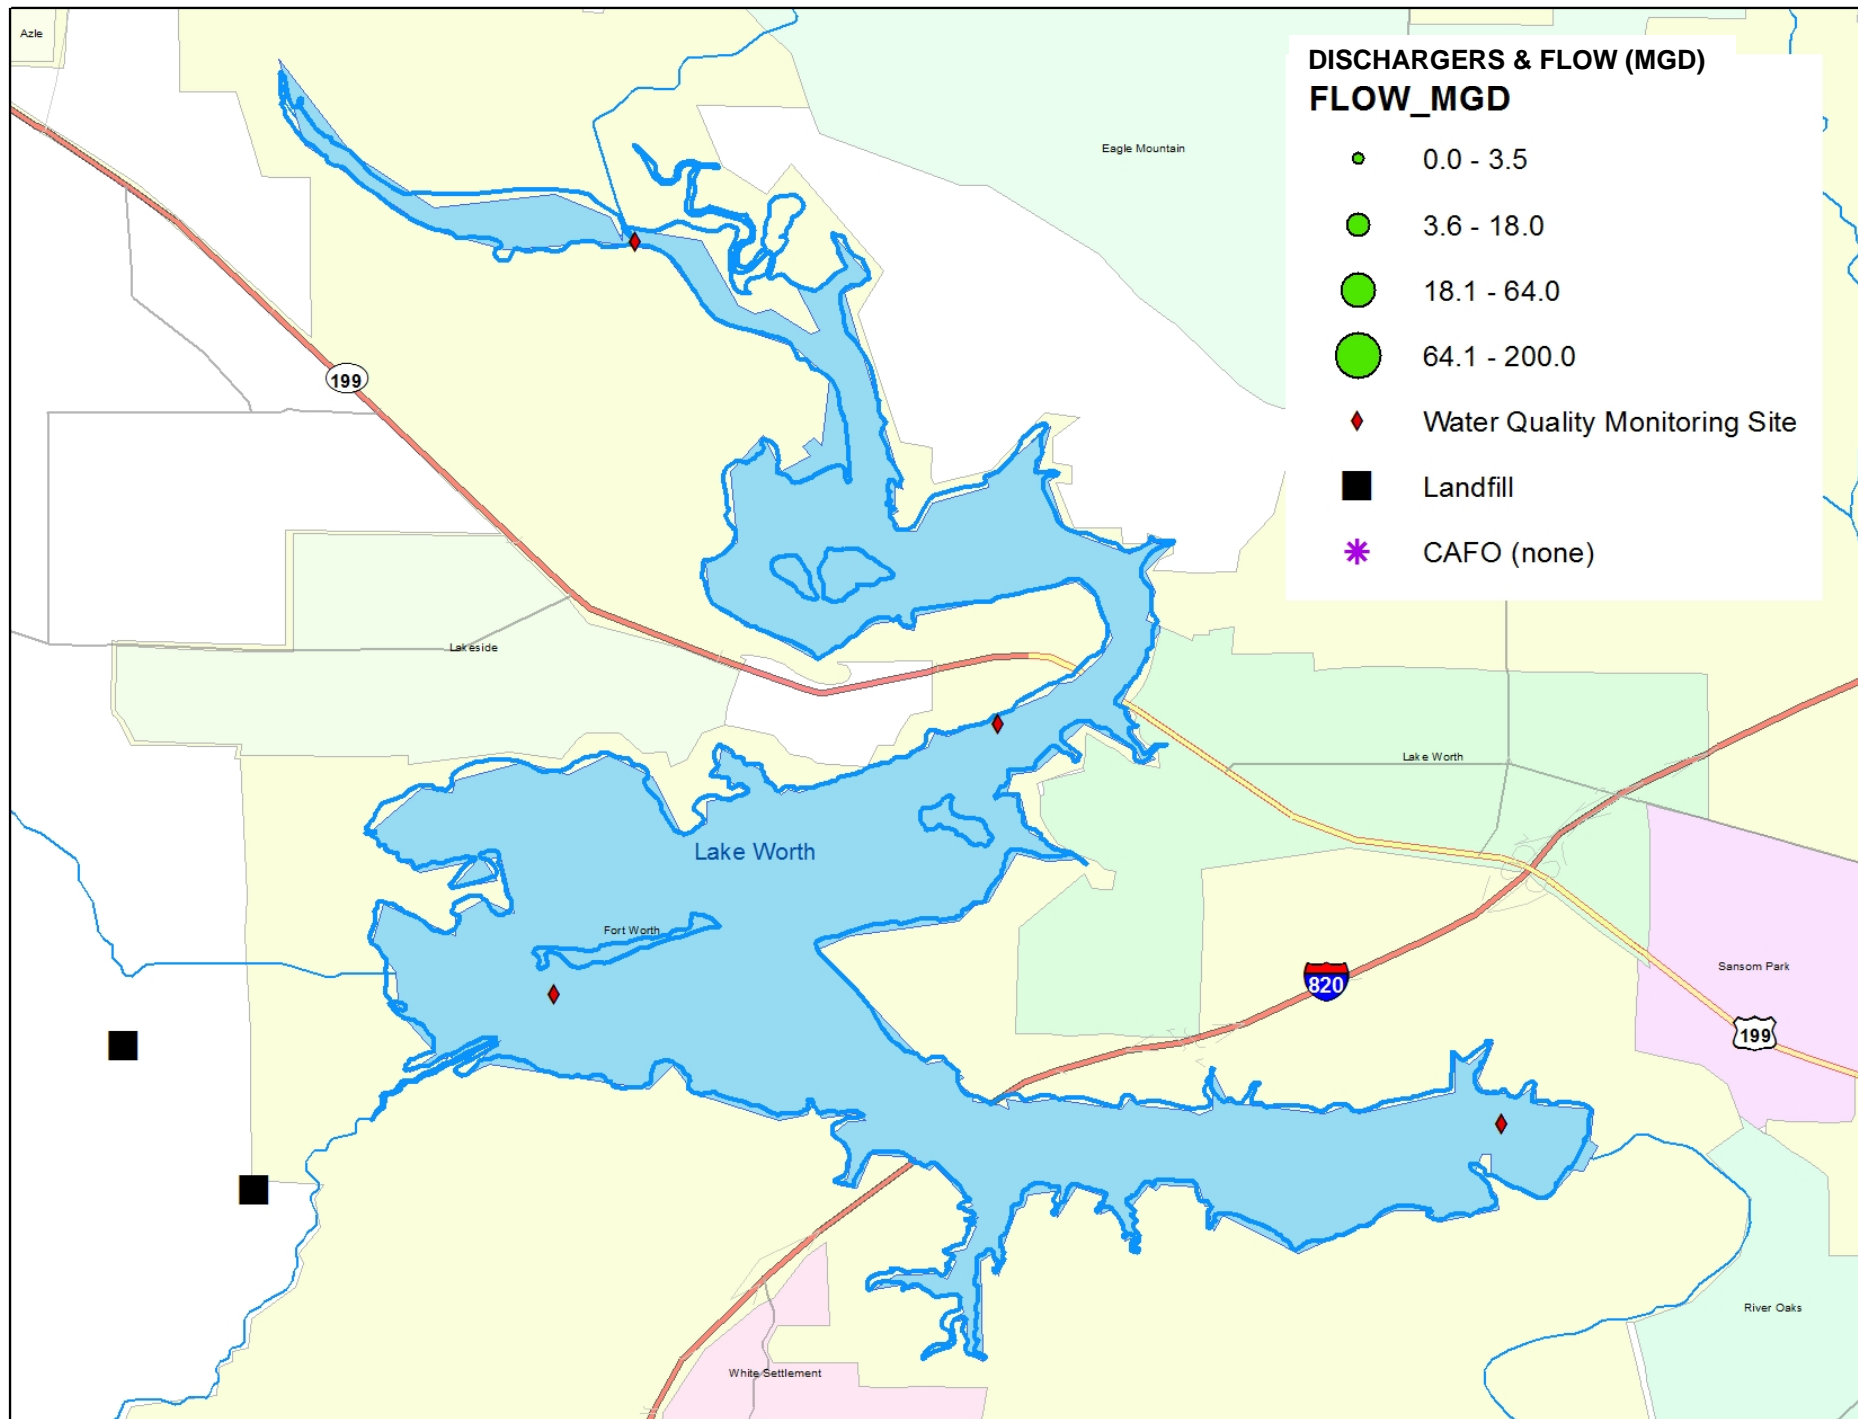 Azle
DISCHARGERS & FLOW (MGD)
FLOW_MGD
Eagle Mountain
0.0 - 3.5
3.6 - 18.0
18.1 - 64.0
64.1 - 200.0
199
Water Quality Monitoring Site
Landfill
CAFO (none)
Lakeside
Lake Worth
Lake Worth
Fort Worth
Sansom Park
820
199
River Oaks
White Settlement